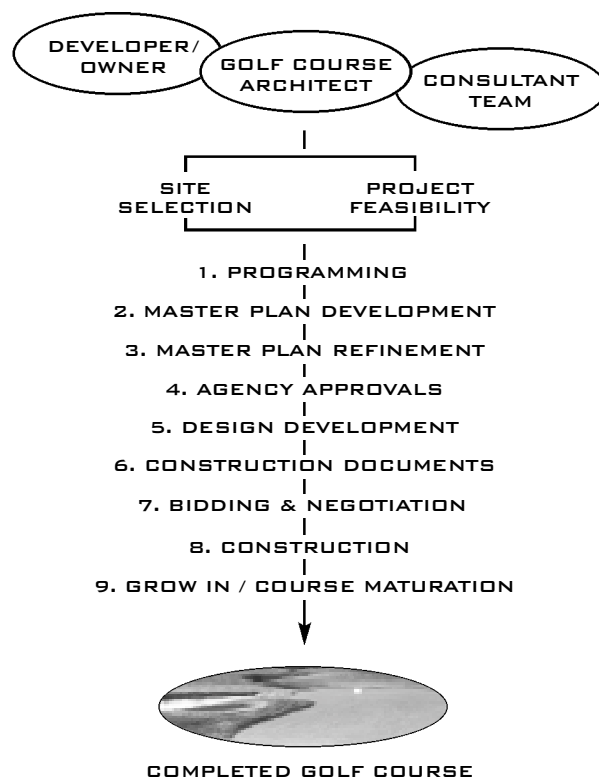 DEVELOPER/
OWNER
GOLF COURSE
ARCHITECT
CONSULTANT
TEAM
SITE
SELECTION
PROJECT
FEASIBILITY
1. PROGRAMMING
2. MASTER PLAN DEVELOPMENT
3. MASTER PLAN REFINEMENT
4. AGENCY APPROVALS
5. DESIGN DEVELOPMENT
6. CONSTRUCTION DOCUMENTS
7. BIDDING & NEGOTIATION
8. CONSTRUCTION
9. GROW IN / COURSE MATURATION
COMPLETED GOLF COURSE